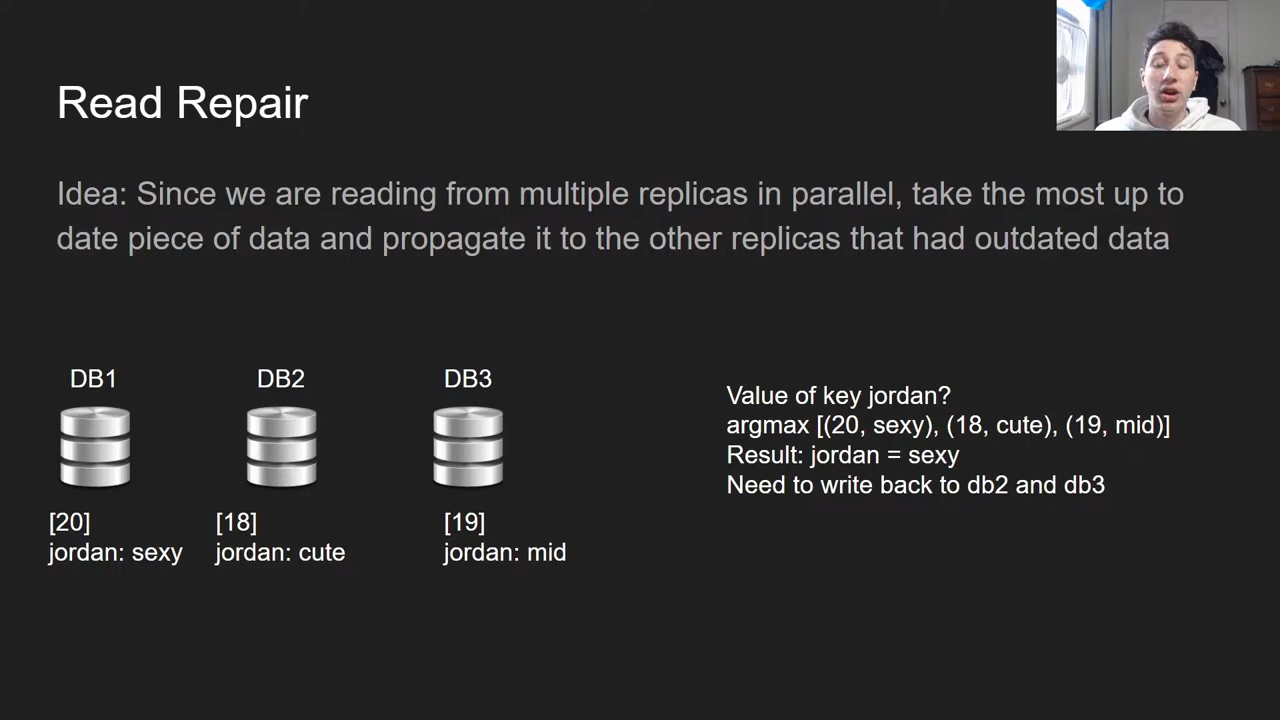 Read Repair
Idea: Since we are reading from multiple replicas in parallel, take the most up to
date piece of data and propagate it to the other replicas that had outdated data
DB1
DB2
DB3
[20]
jordan: sexy
[18]
jordan: cute
[19]
jordan: mid
Value of key jordan?
argmax [(20, sexy), (18, cute), (19, mid)]
Result: jordan = sexy
Need to write back to db2 and db3